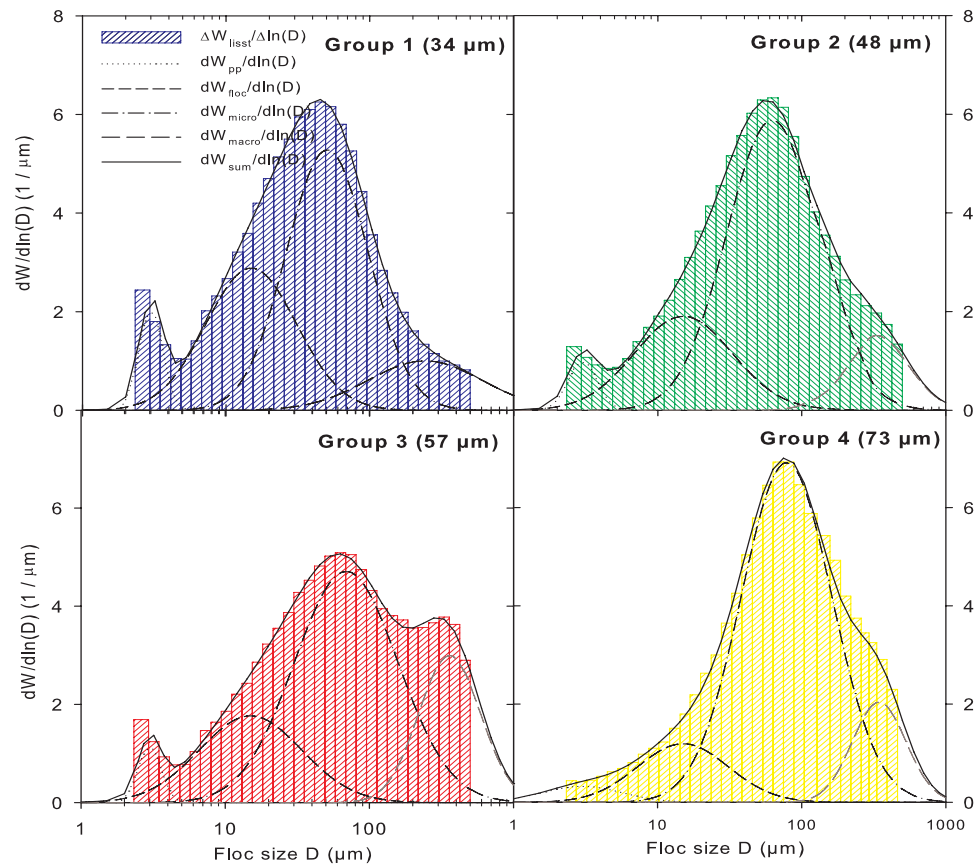 Group 1 (34 µm)
Group 2 (48 µm)
ΔW_lisst/Δln(D)
dW_pp/dln(D)
dW_floc/dln(D)
dW_micro/dln(D)
dW_macro/dln(D)
dW_sum/dln(D)
dW/dln(D) (1 / µm)
8
6
4
2
0
8
6
4
2
0
Group 3 (57 µm)
Group 4 (73 µm)
dW/dln(D) (1 / µm)
6
4
2
0
6
4
2
0
1
10
100
1
10
100
1000
Floc size D (µm)
Floc size D (µm)